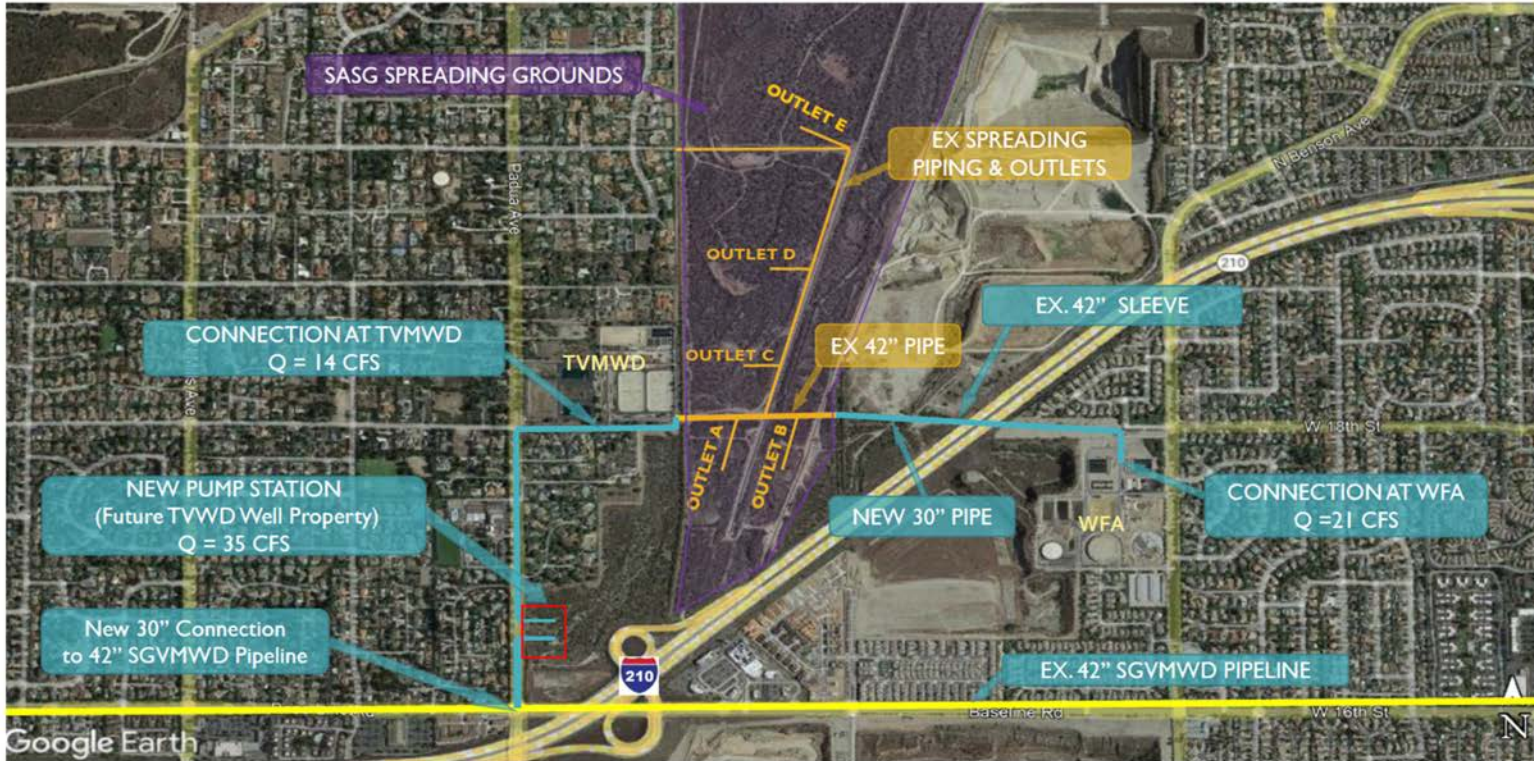 SASG SPREADING GROUNDS
OUTLET E
EX SPREADING
PIPING & OUTLETS
N Benson Ave
Padua Ave
210
OUTLET D
EX. 42” SLEEVE
CONNECTION AT TVMWD
Q = 14 CFS
TVMWD
OUTLET C
EX 42” PIPE
W 18th St
OUTLET A
OUTLET B
NEW PUMP STATION
(Future TVWD Well Property)
Q = 35 CFS
NEW 30” PIPE
WFA
CONNECTION AT WFA
Q =21 CFS
New 30” Connection
to 42” SGVMWD Pipeline
210
EX. 42” SGVMWD PIPELINE
Baseline Rd
W 16th St
Google Earth
N